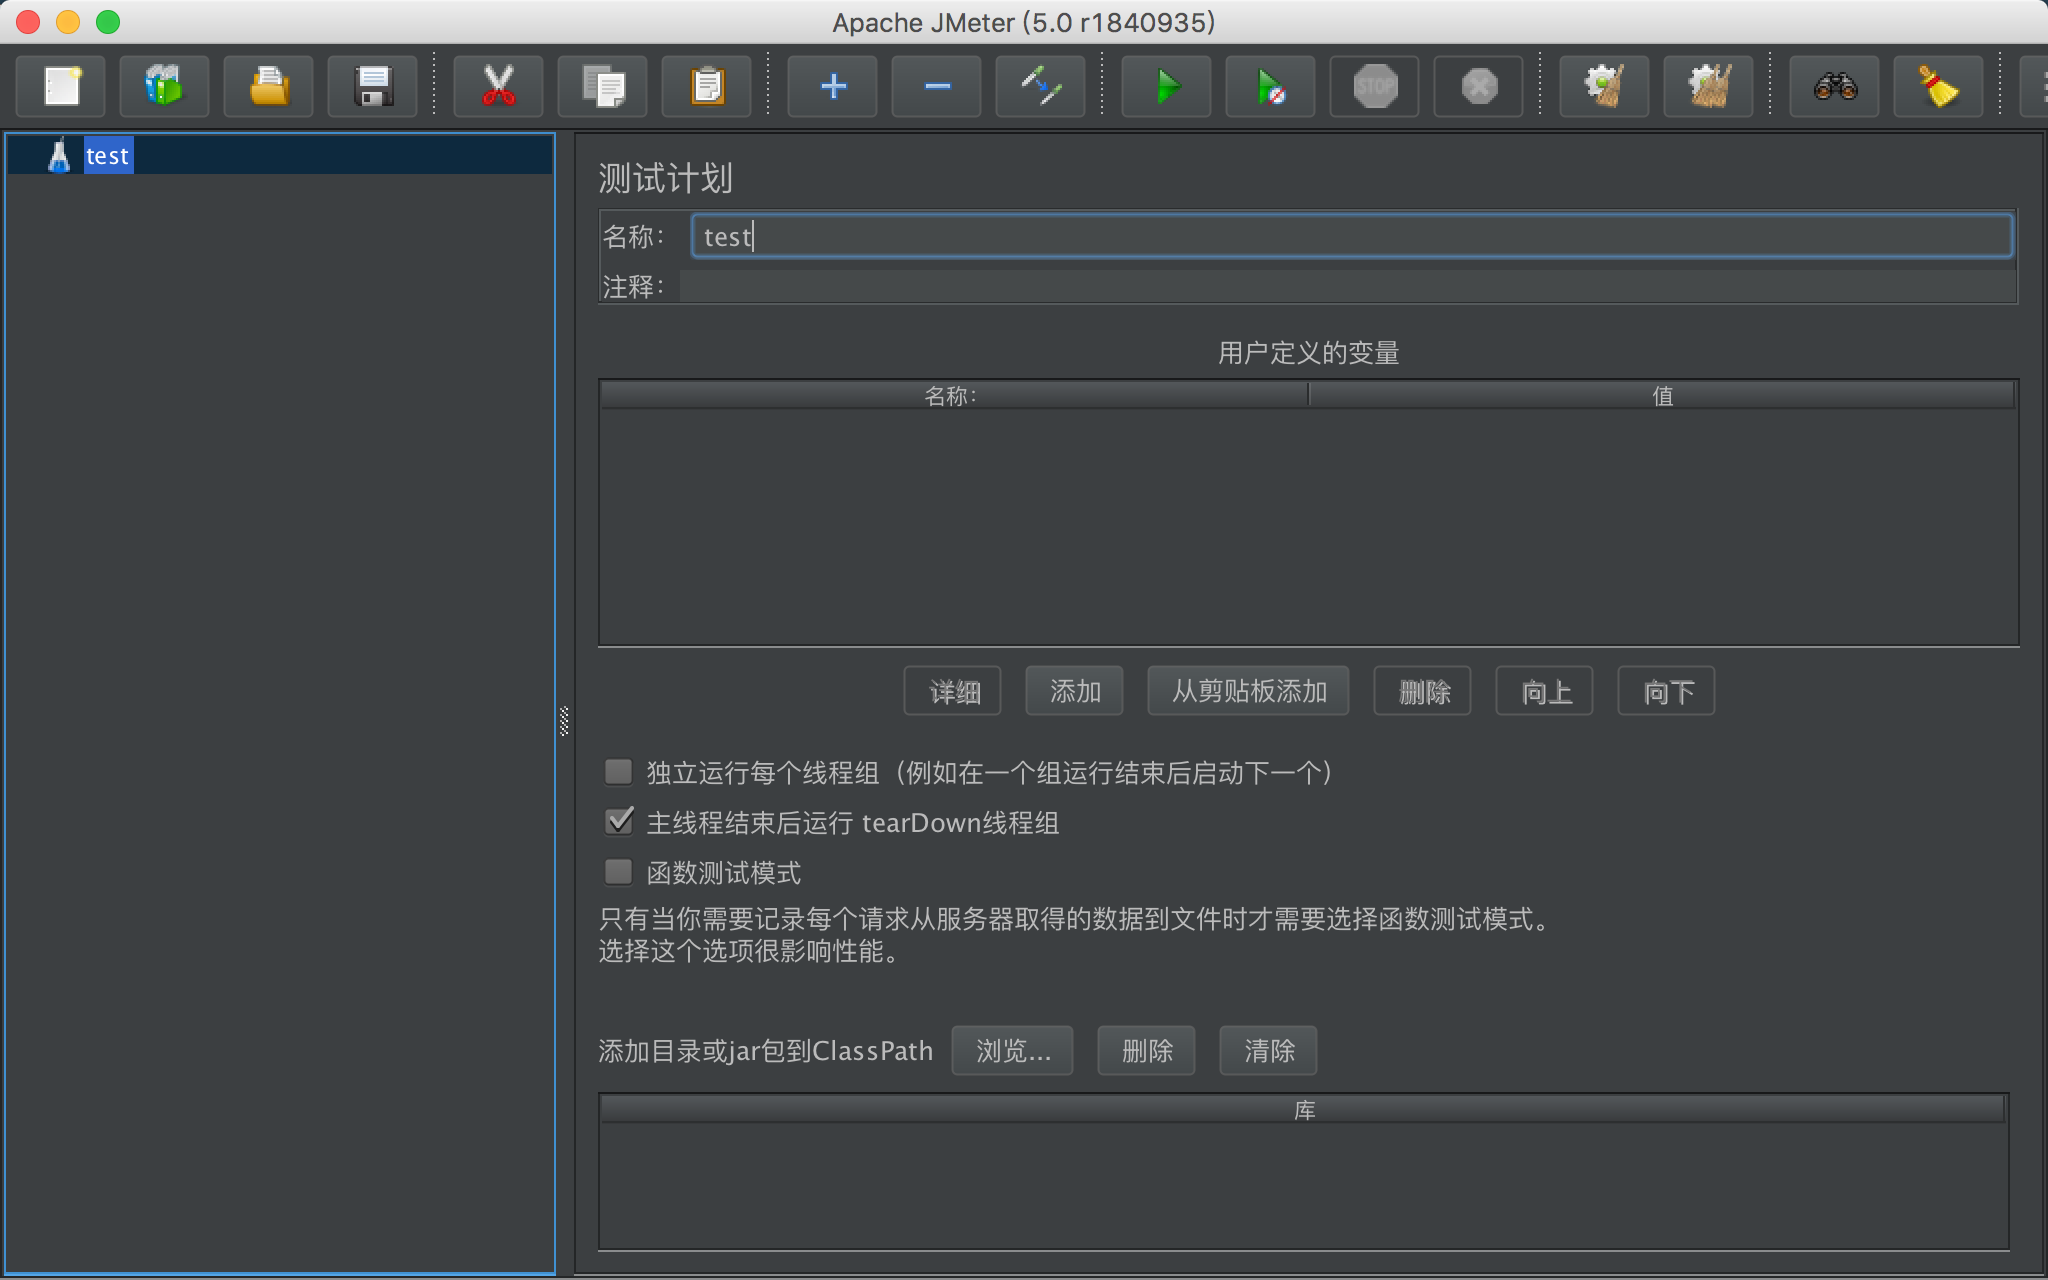 Apache JMeter (5.0 r1840935)
STOP
test
测试计划
名称: test
注释:
用户定义的变量
名称: 值
详细 添加 从剪贴板添加 删除 向上 向下
独立运行每个线程组（例如在一个组运行结束后启动下一个）
主线程结束后运行 tearDown线程组
函数测试模式
只有当你需要记录每个请求从服务器取得的数据到文件时才需要选择函数测试模式。
选择这个选项很影响性能。
添加目录或jar包到ClassPath 浏览... 删除 清除
库